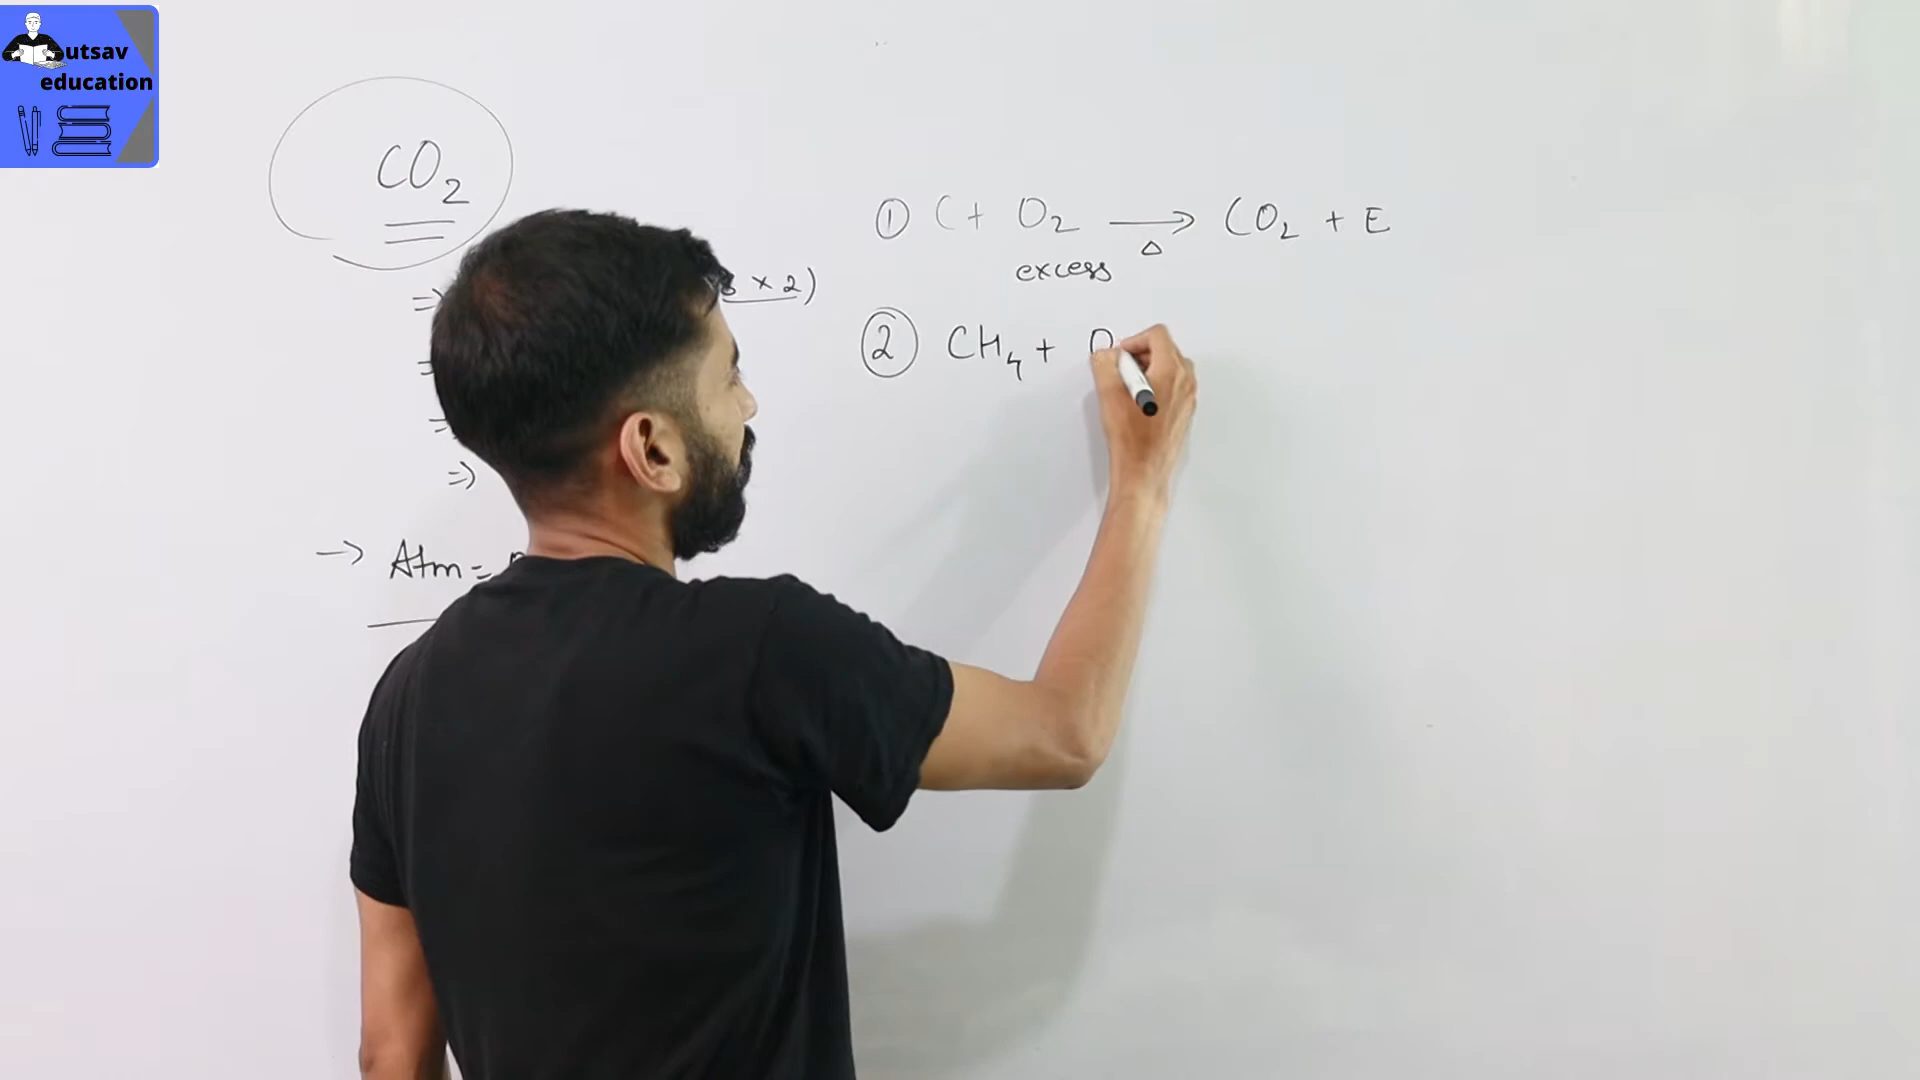 utsav
education
CO2
=> × 2)
=>
=>
=>
-> Atm =
① C + O2 → CO2 + E
Δ
excess
② CH4 + O